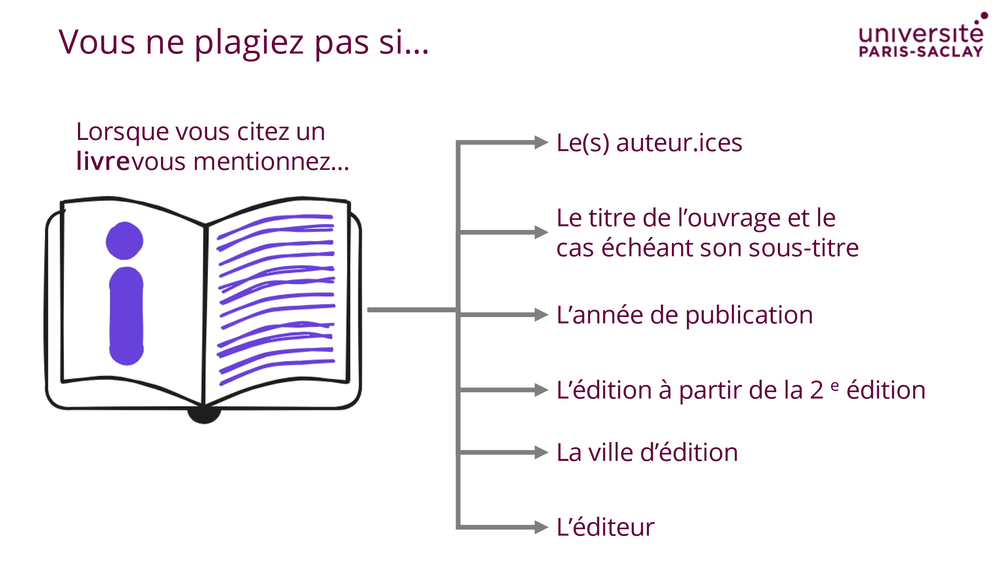 Vous ne plagiez pas si...
université
PARIS-SACLAY
Lorsque vous citez un
livre vous mentionnez...
Le(s) auteur.ices
Le titre de l’ouvrage et le
cas échéant son sous-titre
L’année de publication
L’édition à partir de la 2 e édition
La ville d’édition
L’éditeur